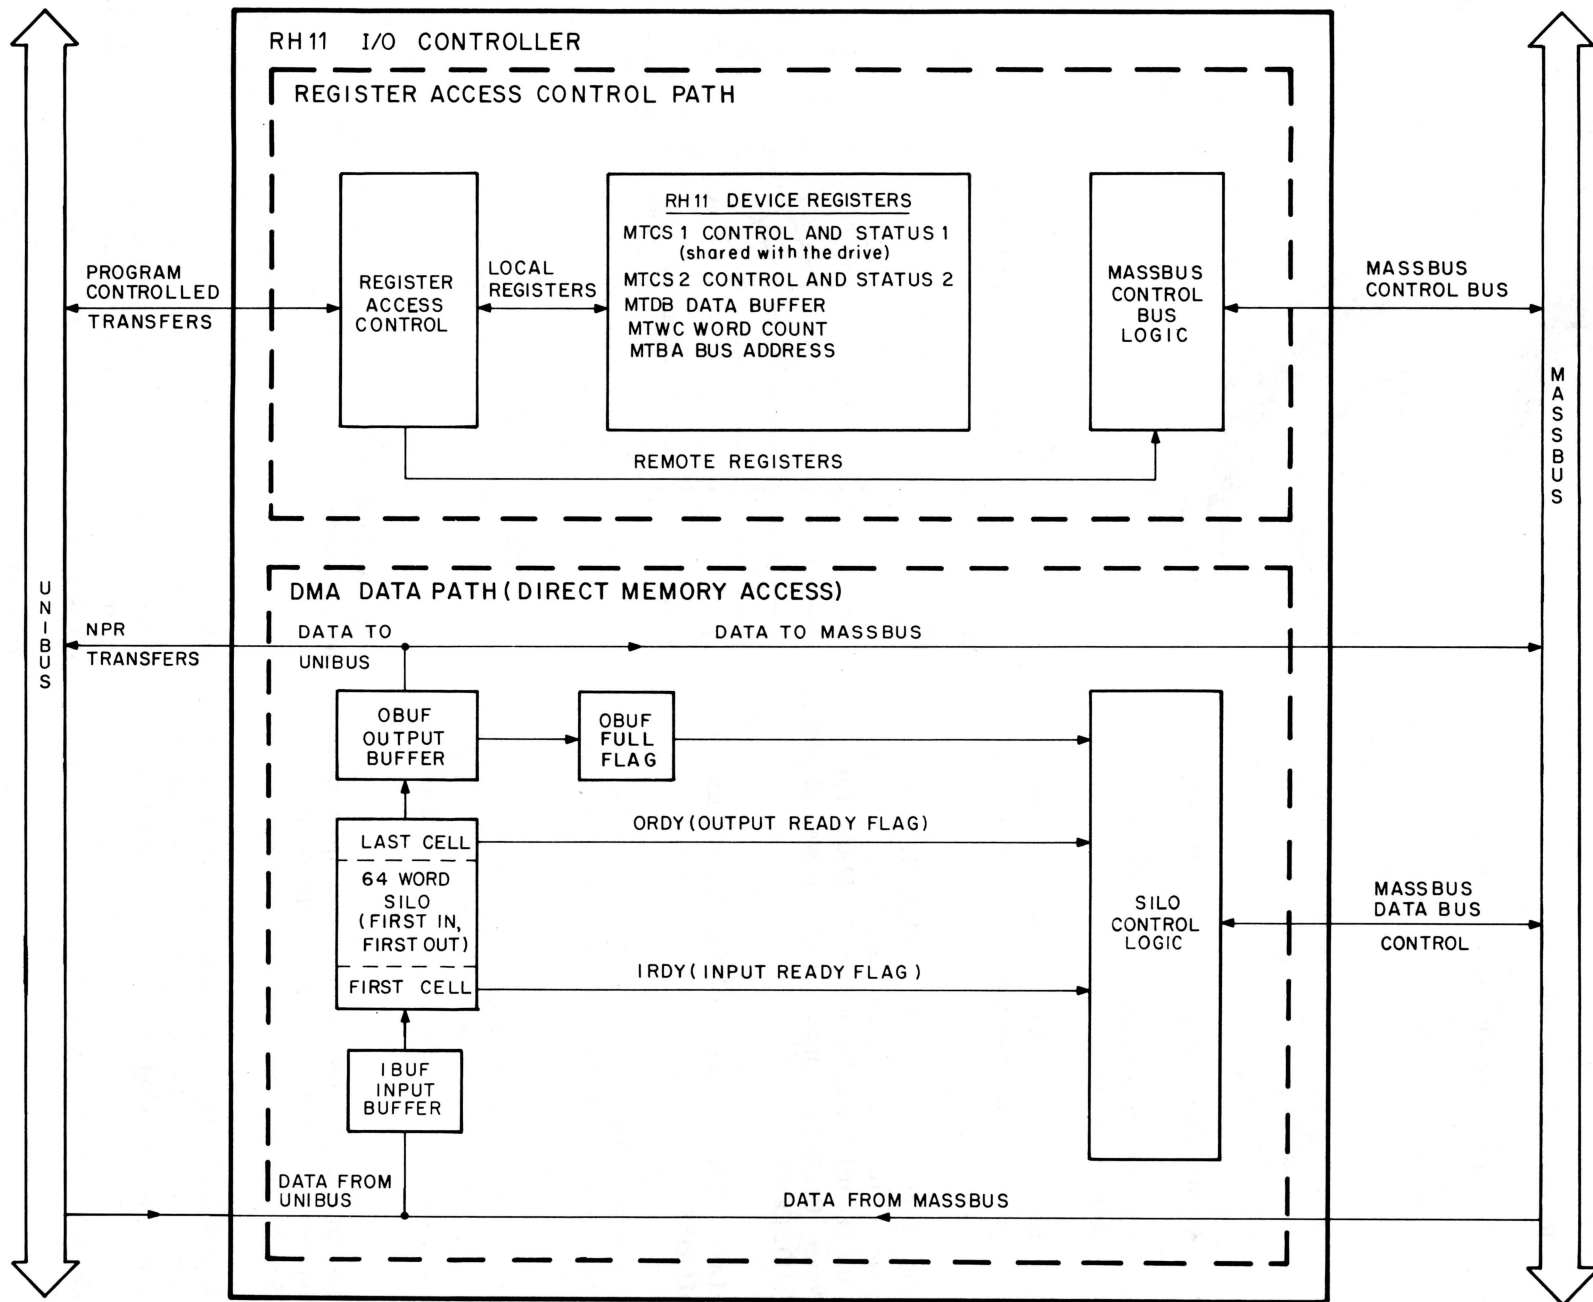 RH11 I/O CONTROLLER
REGISTER ACCESS CONTROL PATH
PROGRAM
CONTROLLED
TRANSFERS
REGISTER
ACCESS
CONTROL
LOCAL
REGISTERS
RH11 DEVICE REGISTERS
MTCS1 CONTROL AND STATUS 1
(shared with the drive)
MTCS2 CONTROL AND STATUS 2
MTDB DATA BUFFER
MTWC WORD COUNT
MTBA BUS ADDRESS
MASSBUS
CONTROL
BUS
LOGIC
MASSBUS
CONTROL BUS
REMOTE REGISTERS
MASSBUS
UNIBUS
DMA DATA PATH (DIRECT MEMORY ACCESS)
NPR
TRANSFERS
DATA TO
UNIBUS
DATA TO MASSBUS
OBUF
OUTPUT
BUFFER
OBUF
FULL
FLAG
LAST CELL
64 WORD
SILO
(FIRST IN,
FIRST OUT)
FIRST CELL
ORDY (OUTPUT READY FLAG)
IRDY (INPUT READY FLAG)
SILO
CONTROL
LOGIC
MASSBUS
DATA BUS
CONTROL
IBUF
INPUT
BUFFER
DATA FROM
UNIBUS
DATA FROM MASSBUS